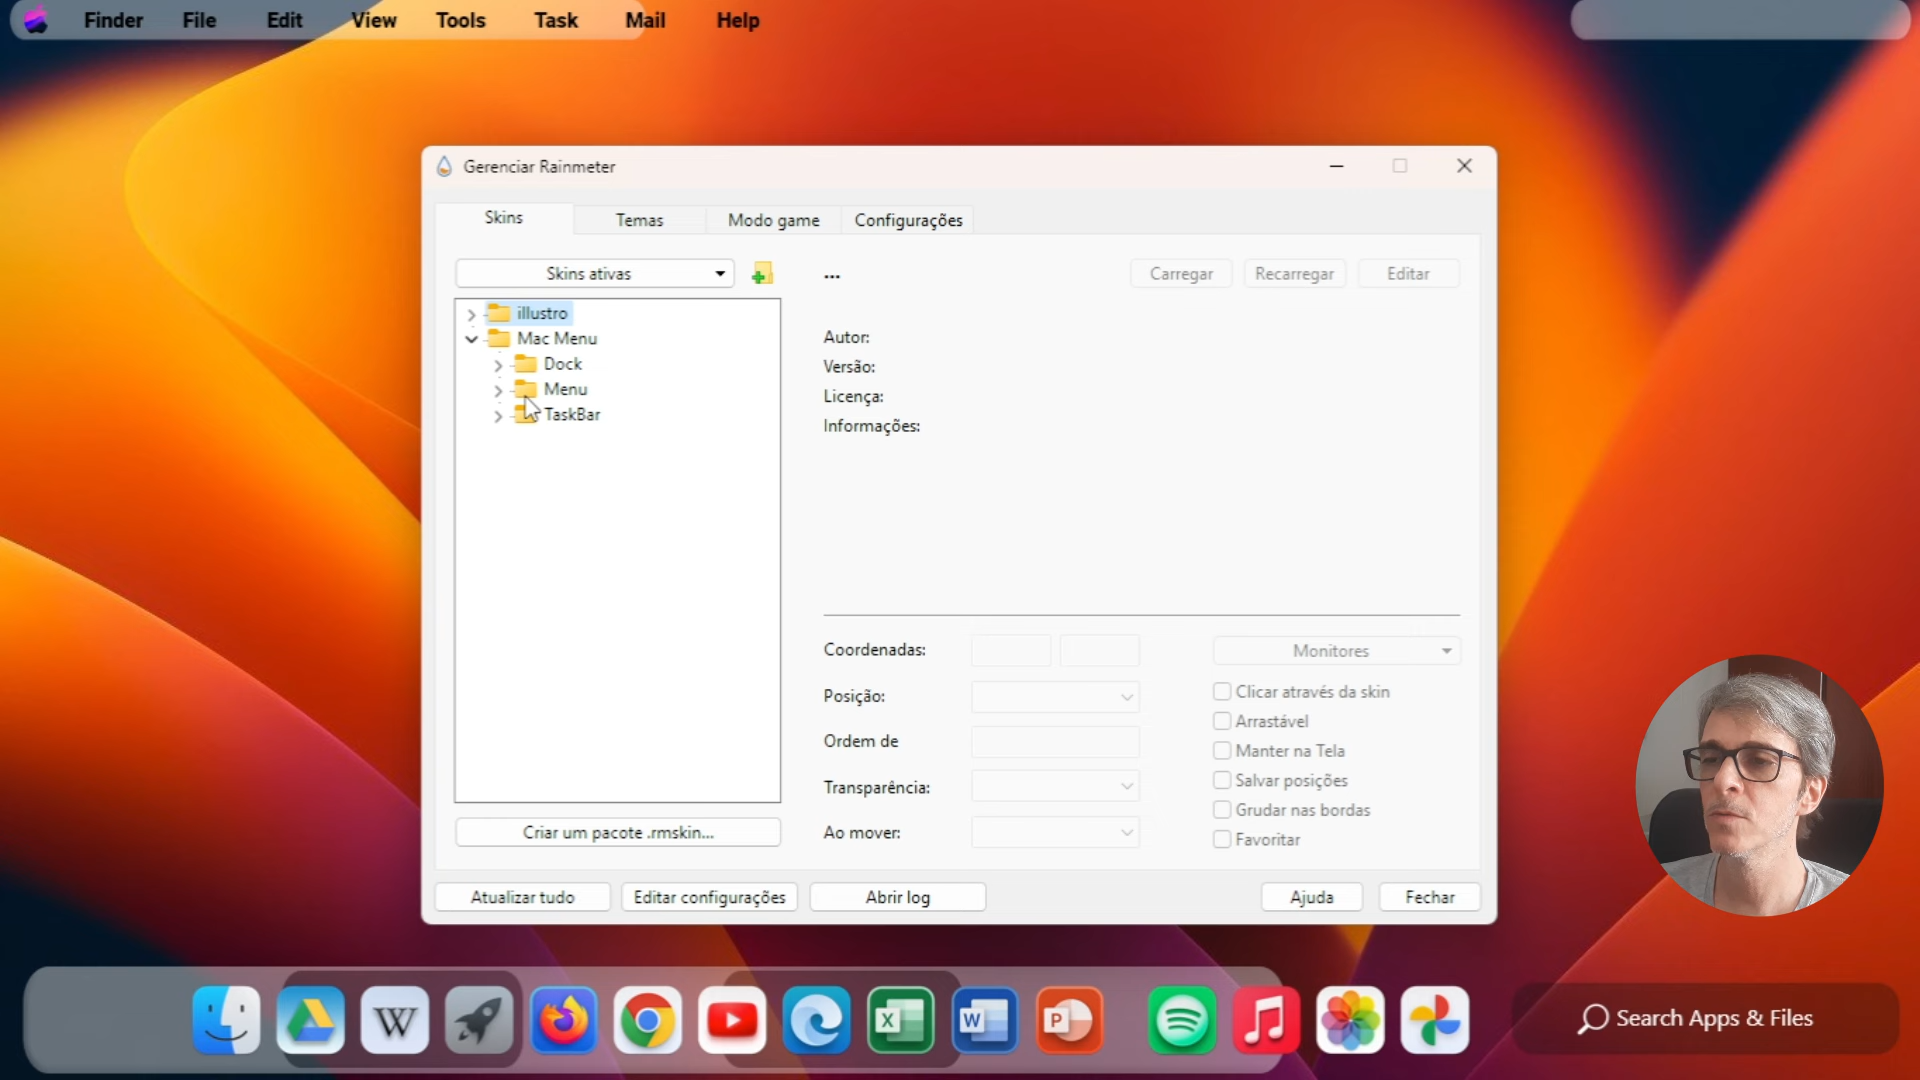 Finder File Edit View Tools Task Mail Help
Gerenciar Rainmeter
Skins Temas Modo game Configurações
Skins ativas ... Carregar Recarregar Editar
illustro
Mac Menu
Dock
Menu
TaskBar
Autor:
Versão:
Licença:
Informações:
Coordenadas: Monitores
Posição:
Ordem de
Transparência:
Ao mover:
Clicar através da skin
Arrastável
Manter na Tela
Salvar posições
Grudar nas bordas
Favoritar
Criar um pacote .rmskin...
Atualizar tudo Editar configurações Abrir log Ajuda Fechar
W X W P Search Apps & Files